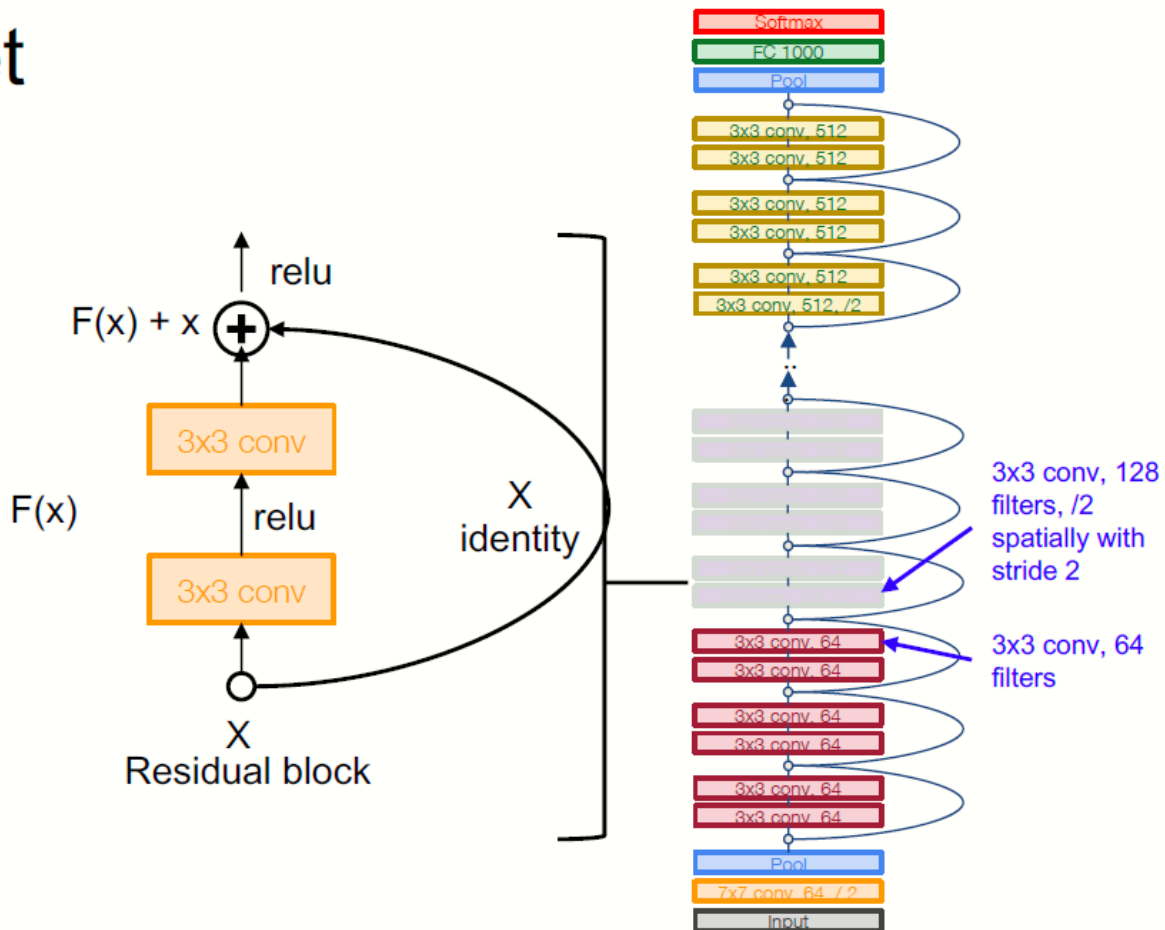 t
relu
F(x) + x
3x3 conv
F(x)
relu
X
identity
3x3 conv
X
Residual block
Softmax
FC 1000
Pool
3x3 conv, 512
3x3 conv, 512
3x3 conv, 512
3x3 conv, 512
3x3 conv, 512
3x3 conv, 512, /2
..
3x3 conv, 64
3x3 conv, 64
3x3 conv, 64
3x3 conv, 64
3x3 conv, 64
3x3 conv, 64
Pool
7x7 conv, 64, / 2
Input
3x3 conv, 128
filters, /2
spatially with
stride 2
3x3 conv, 64
filters